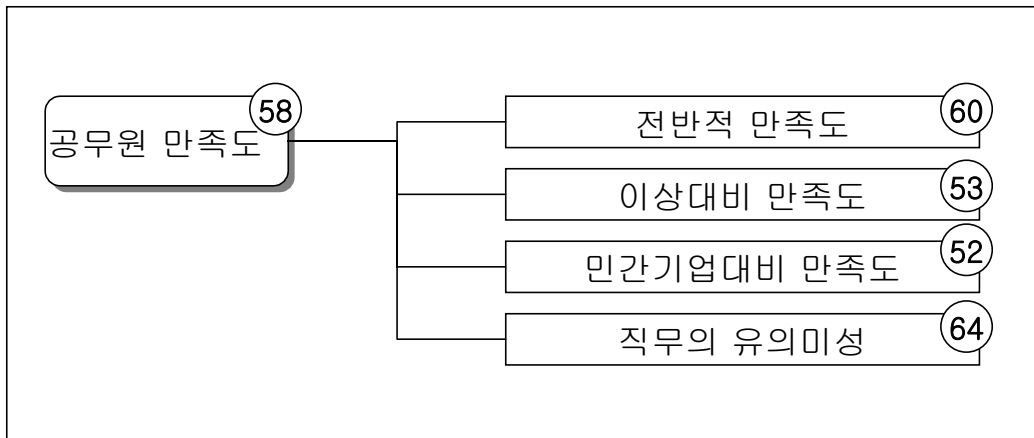 58
공무원 만족도
60
전반적 만족도
53
이상대비 만족도
52
민간기업대비 만족도
64
직무의 유의미성